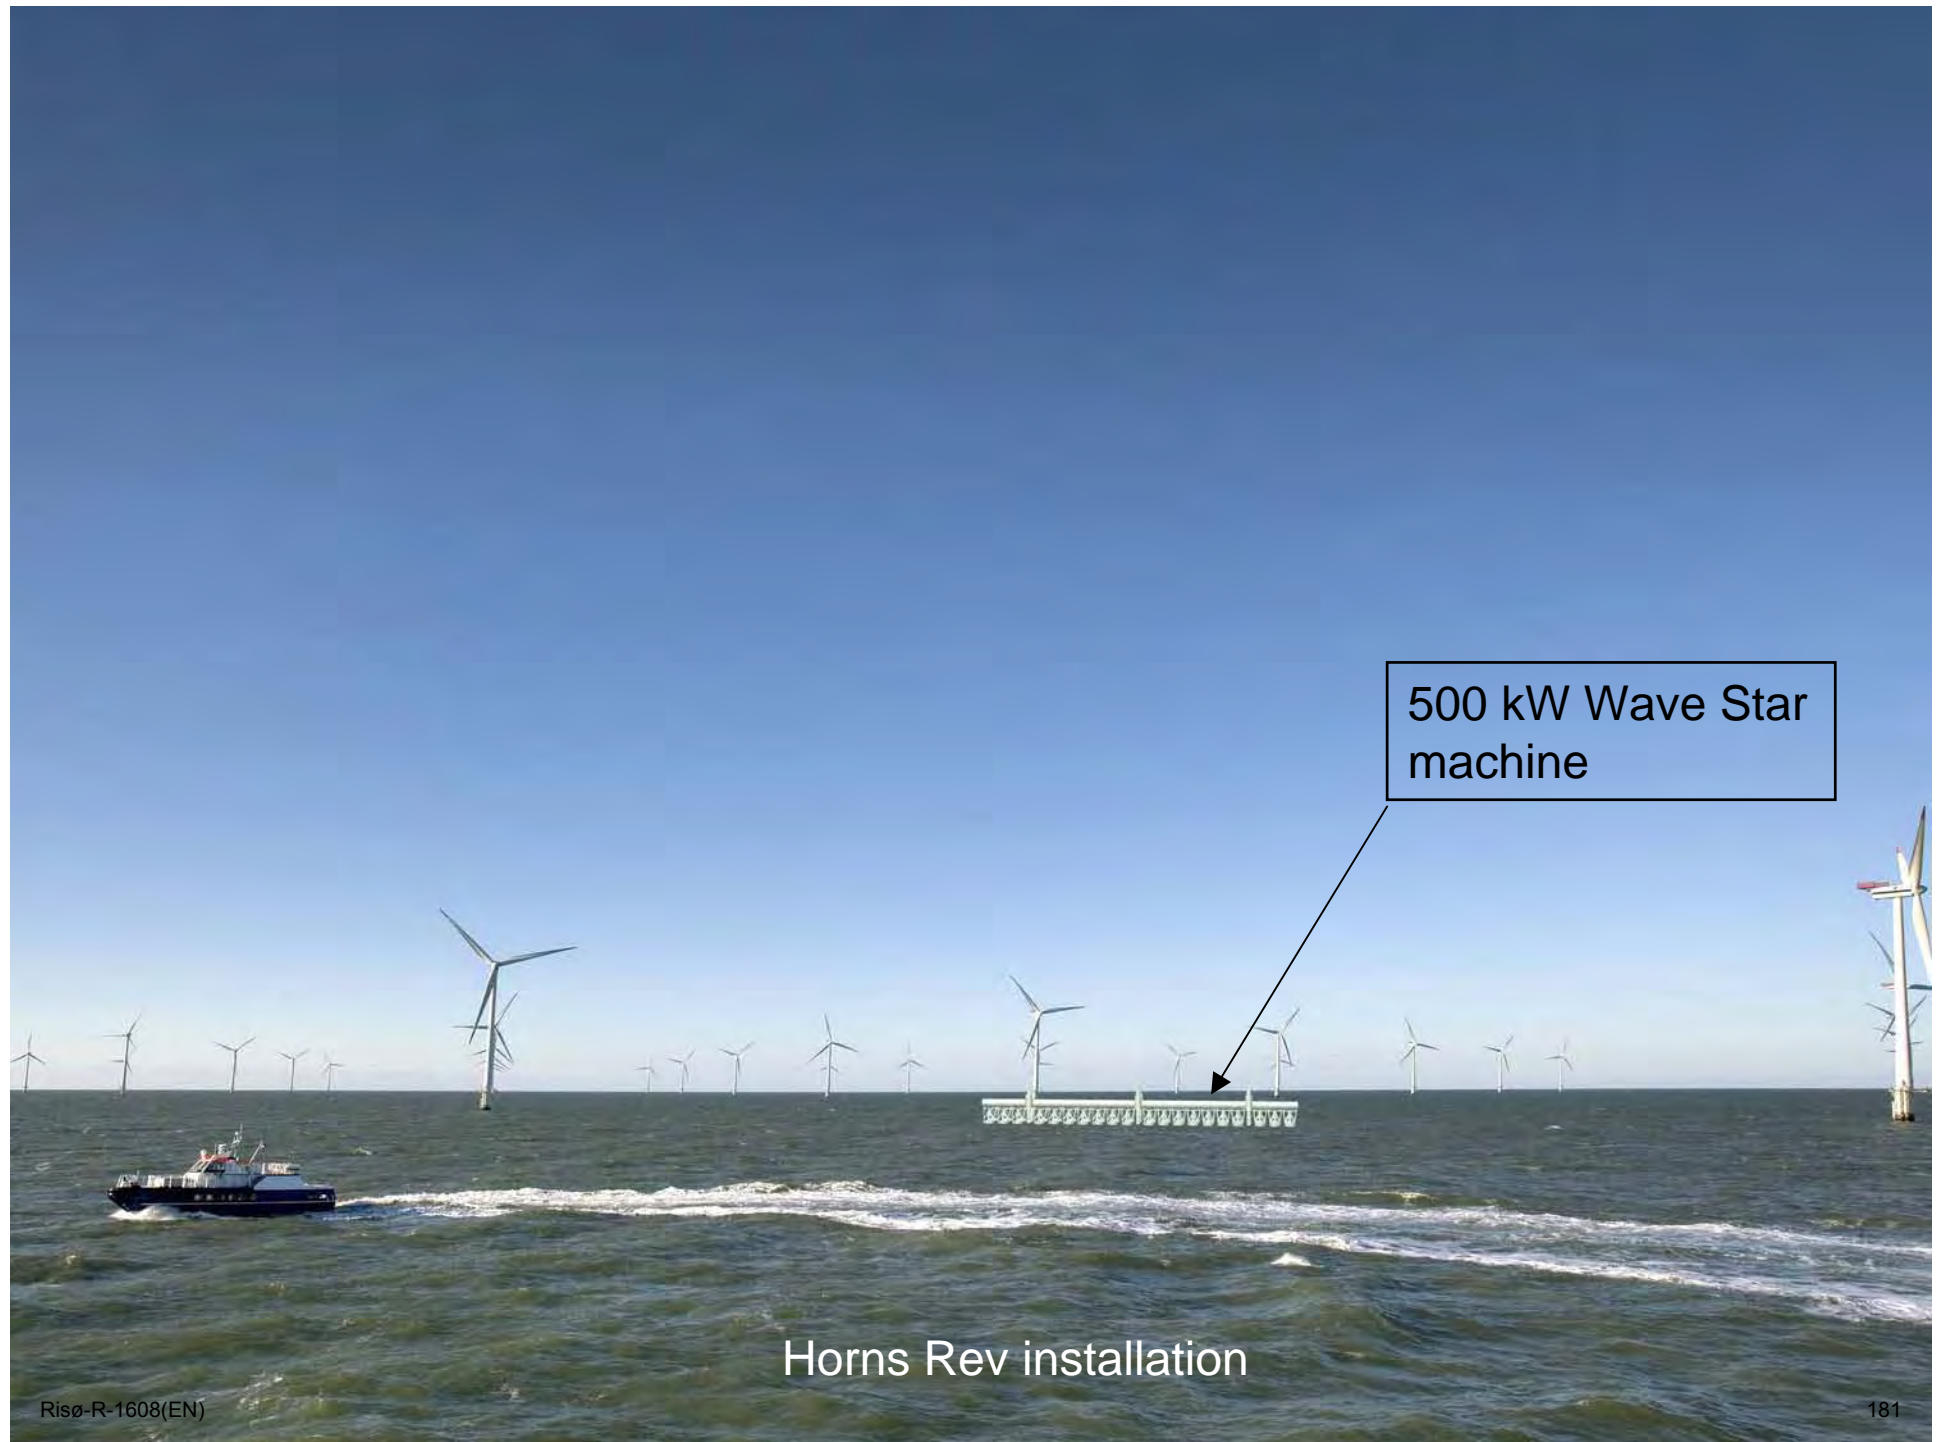 500 kW Wave Star
machine
Horns Rev installation
Risø-R-1608(EN)
181